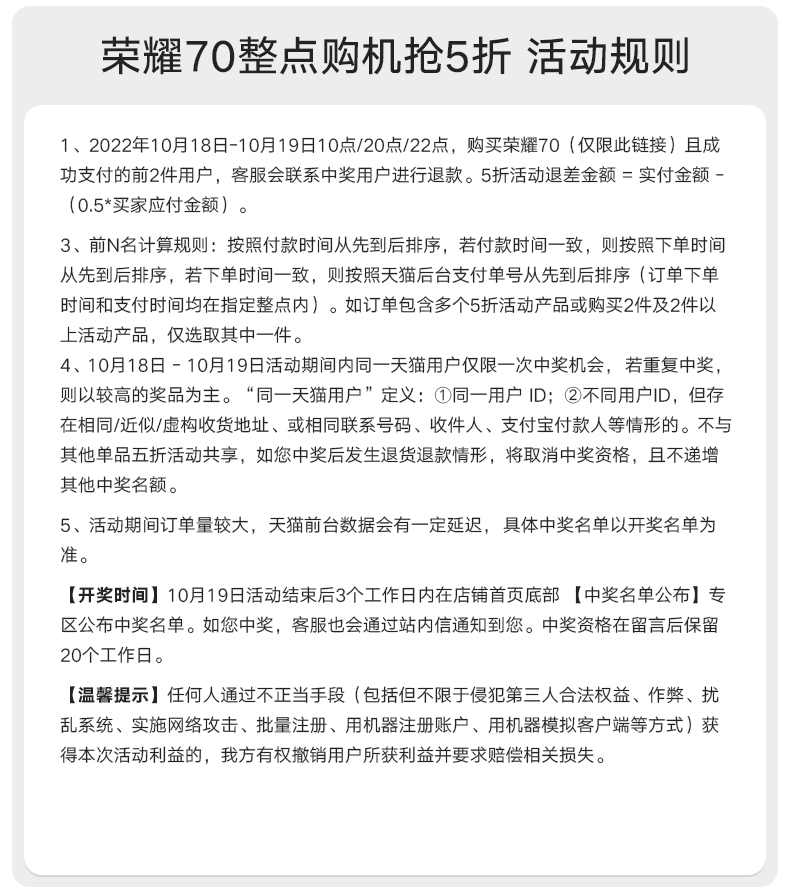 荣耀70整点购机抢5折 活动规则
1、2022年10月18日-10月19日10点/20点/22点，购买荣耀70（仅限此链接）且成
功支付的前2件用户，客服会联系中奖用户进行退款。5折活动退差金额 = 实付金额 -
（0.5*买家应付金额）。
3、前N名计算规则：按照付款时间从先到后排序，若付款时间一致，则按照下单时间
从先到后排序，若下单时间一致，则按照天猫后台支付单号从先到后排序（订单下单
时间和支付时间均在指定整点内）。如订单包含多个5折活动产品或购买2件及2件以
上活动产品，仅选取其中一件。
4、10月18日 - 10月19日活动期间内同一天猫用户仅限一次中奖机会， 若重复中奖，
则以较高的奖品为主。“同一天猫用户”定义：①同一用户 ID；②不同用户ID，但存
在相同/近似/虚构收货地址、或相同联系号码、收件人、支付宝付款人等情形的。不与
其他单品五折活动共享，如您中奖后发生退货退款情形，将取消中奖资格，且不递增
其他中奖名额。
5、活动期间订单量较大， 天猫前台数据会有一定延迟， 具体中奖名单以开奖名单为
准。
【开奖时间】10月19日活动结束后3个工作日内在店铺首页底部 【中奖名单公布】专
区公布中奖名单。如您中奖，客服也会通过站内信通知到您。中奖资格在留言后保留
20个工作日。
【温馨提示】任何人通过不正当手段（包括但不限于侵犯第三人合法权益、作弊、扰
乱系统、实施网络攻击、批量注册、用机器注册账户、用机器模拟客户端等方式）获
得本次活动利益的，我方有权撤销用户所获利益并要求赔偿相关损失。